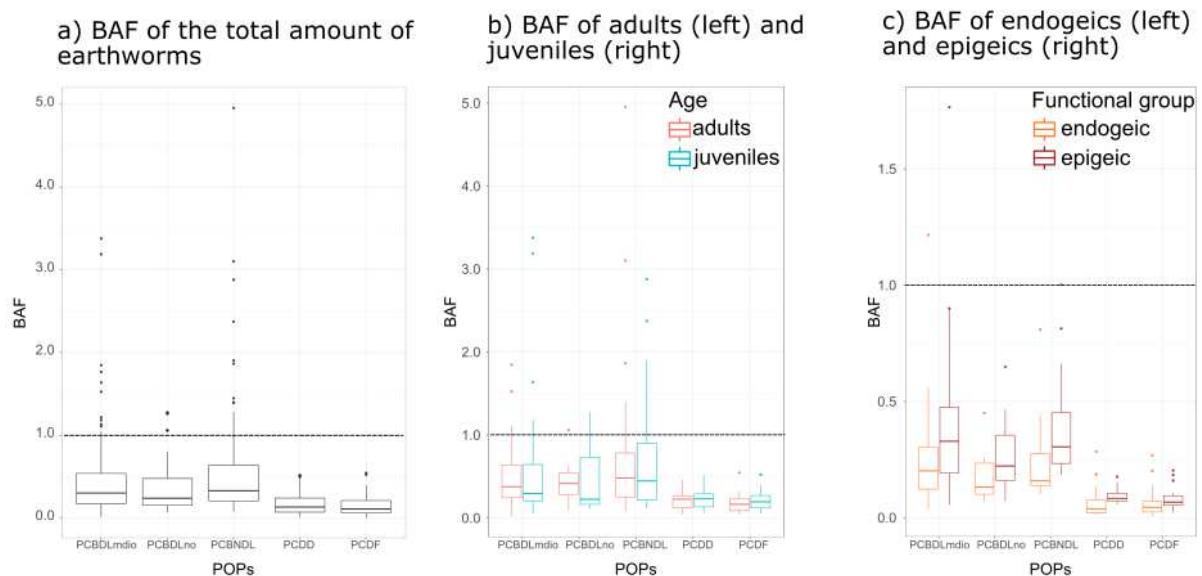 a) BAF of the total amount of
earthworms
5.0
4.0
3.0
2.0
1.0
0.0
BAF
PCBDLmdio PCBDLno PCBNDL PCDD PCDF
POPs
b) BAF of adults (left) and
juveniles (right)
Age
adults
juveniles
5.0
4.0
3.0
2.0
1.0
0.0
BAF
PCBDLmdio PCBDLno PCBNDL PCDD PCDF
POPs
c) BAF of endogeics (left)
and epigeics (right)
Functional group
endogeic
epigeic
1.5
1.0
0.5
0.0
BAF
PCBDLmdio PCBDLno PCBNDL PCDD PCDF
POPs